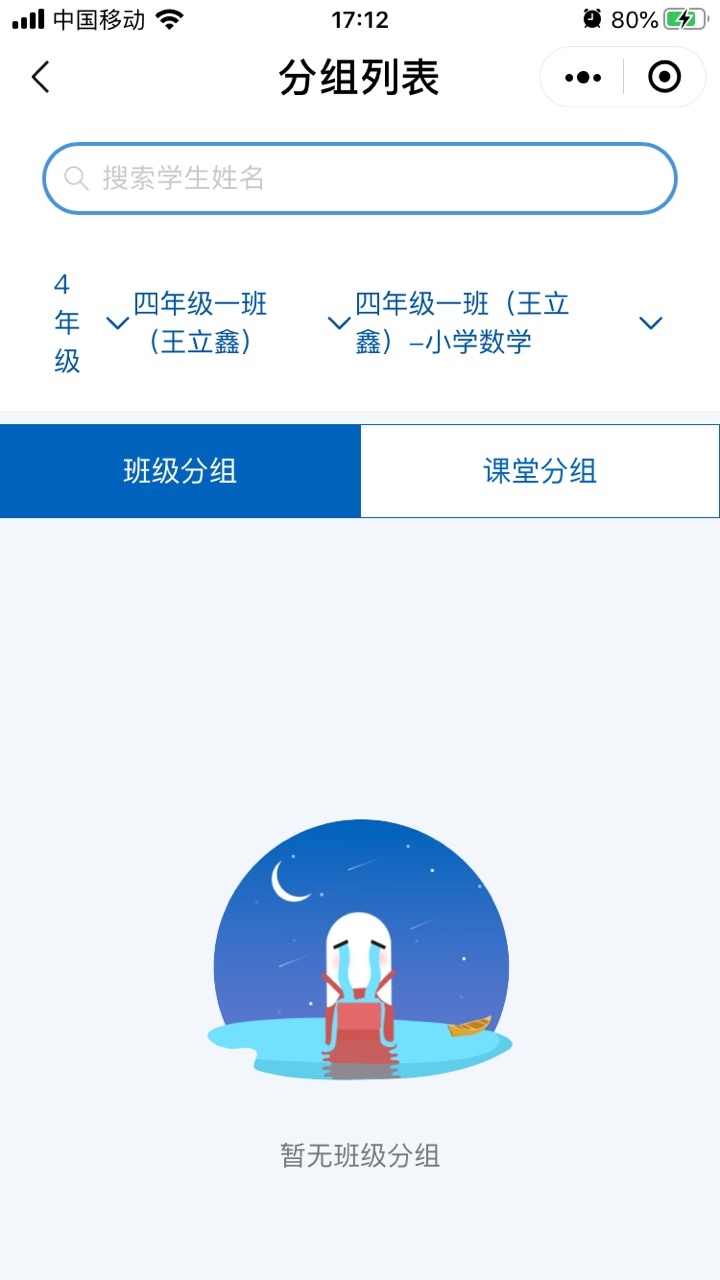 中国移动
17:12
80%
分组列表
搜索学生姓名
4
年
级
四年级一班
（王立鑫）
四年级一班（王立
鑫）–小学数学
班级分组
课堂分组
暂无班级分组